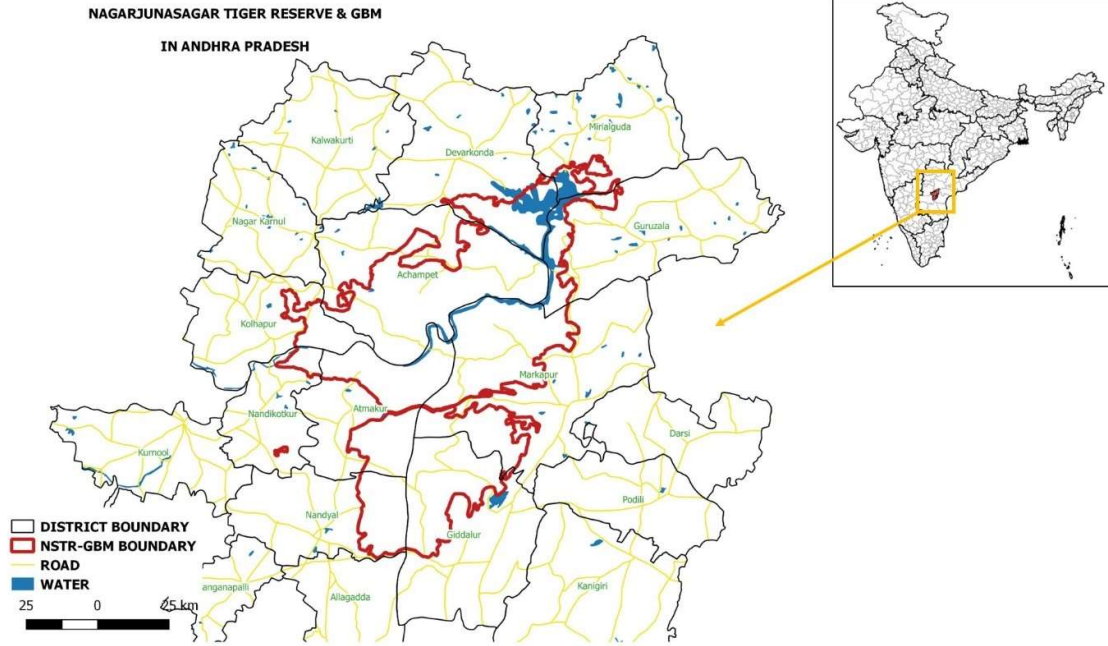 NAGARJUNASAGAR TIGER RESERVE & GBM
IN ANDHRA PRADESH
Kalwakurti
Devarkonda
Mirialguda
Nagar Karnul
Guruzala
Achampet
Kolhapur
Markapur
Nandikotkur
Atmakur
Darsi
Kurnool
Podili
Nandyal
Giddalur
anganapalli
Allagadda
Kanigiri
DISTRICT BOUNDARY
NSTR-GBM BOUNDARY
ROAD
WATER
25 0 25 km